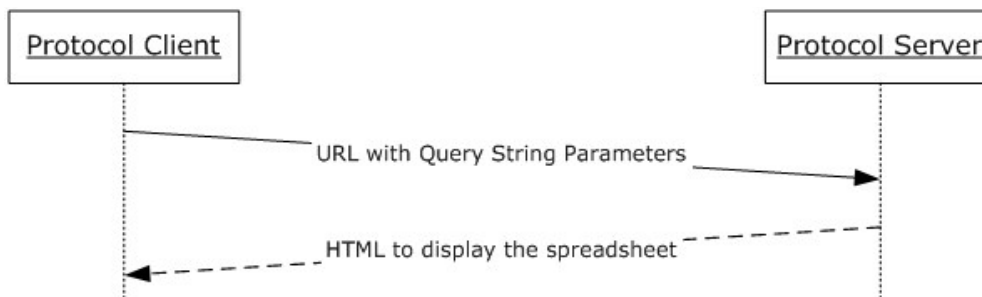 Protocol Client
Protocol Server
URL with Query String Parameters
HTML to display the spreadsheet